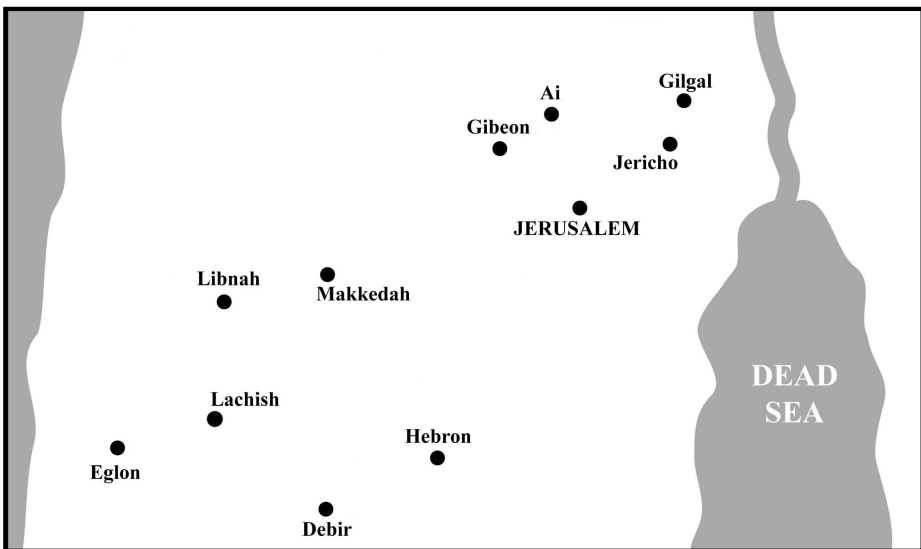 Gilgal
Ai
Gibeon
Jericho
JERUSALEM
Libnah
Makkedah
DEAD
SEA
Lachish
Hebron
Eglon
Debir